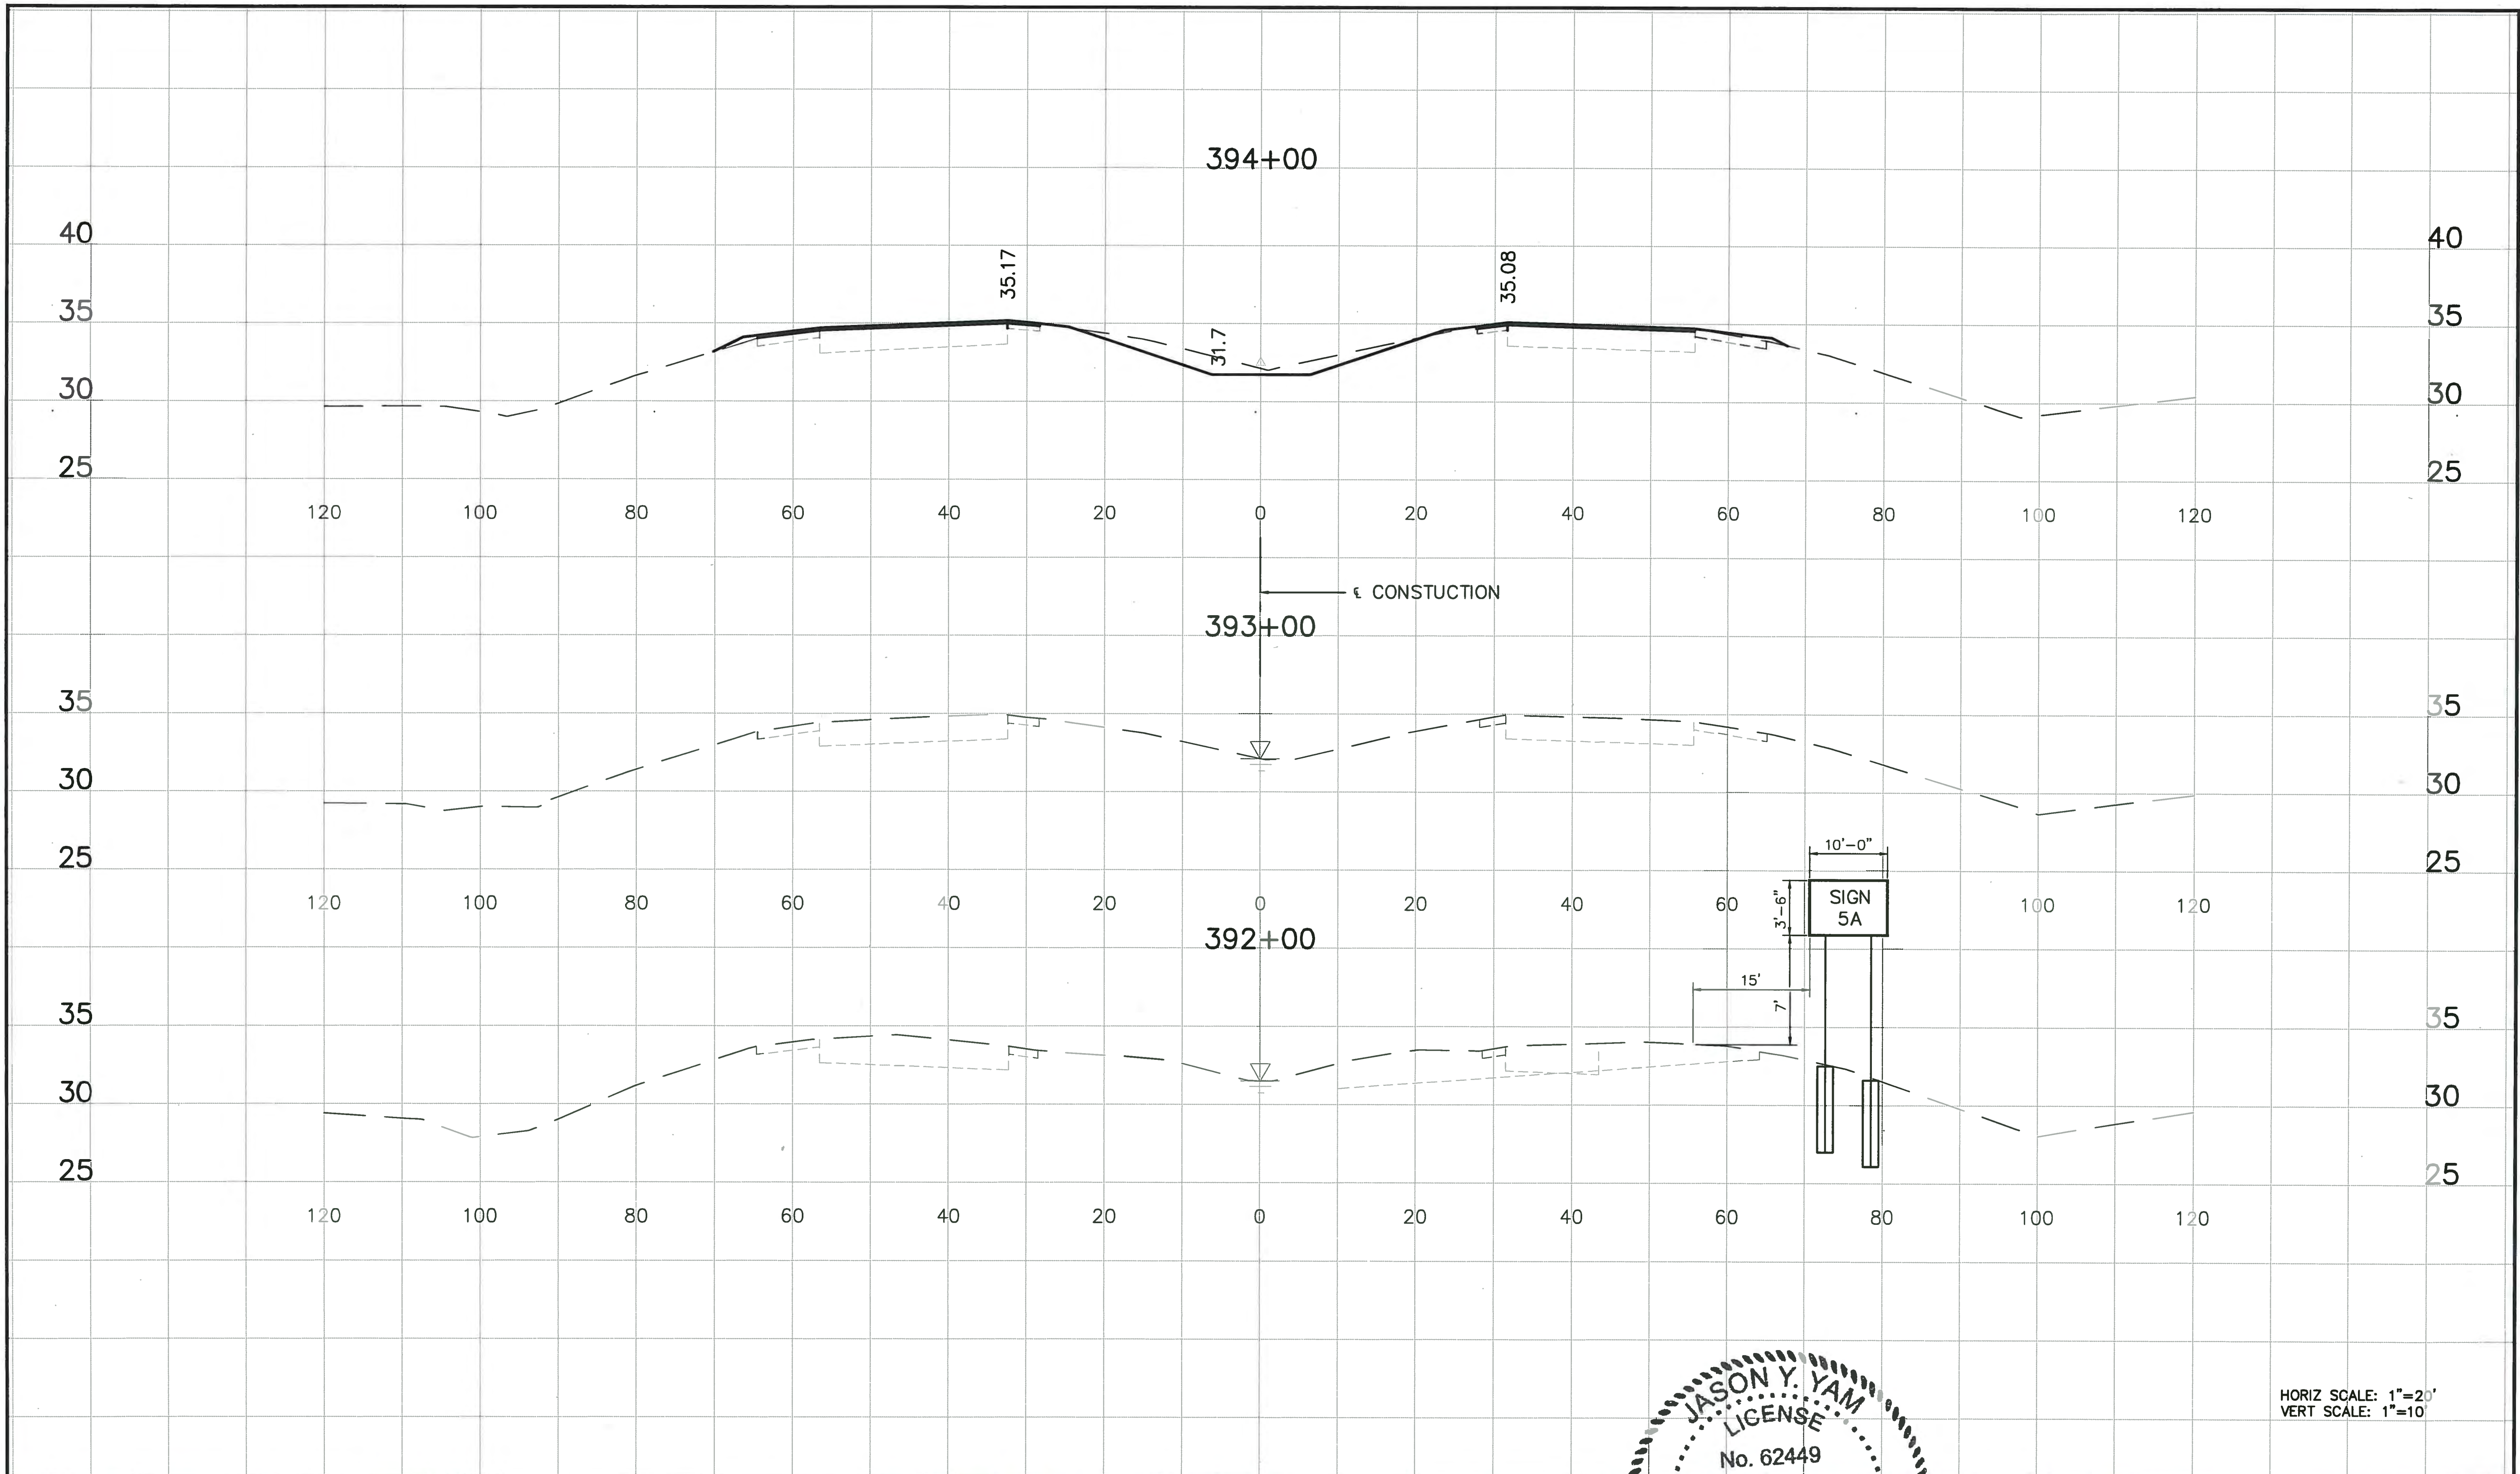 394+00
40 40
35.17 35.08
35 35
31.7
30 30
25 25
120 100 80 60 40 20 0 20 40 60 80 100 120
℄ CONSTUCTION
393+00
35 35
30 30
10'-0"
25 25
3'-6"
SIGN
5A
120 100 80 60 40 20 0 20 40 60 100 120
392+00
15'
7'
35 35
30 30
25 25
120 100 80 60 40 20 0 20 40 60 80 100 120
JASON Y. YAM
LICENSE
No. 62449
HORIZ SCALE: 1"=20'
VERT SCALE: 1"=10'